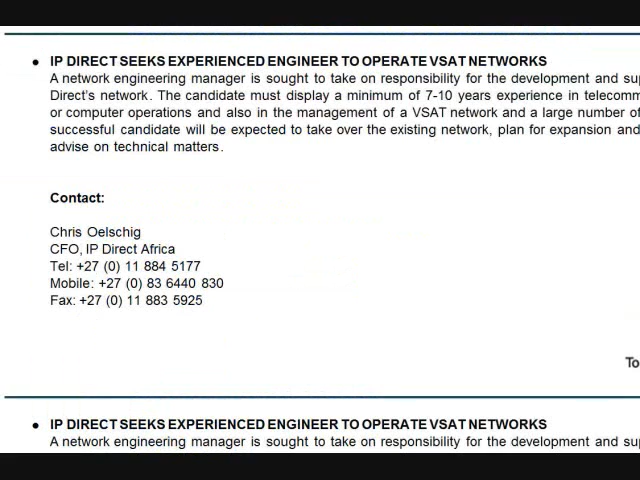 IP DIRECT SEEKS EXPERIENCED ENGINEER TO OPERATE VSAT NETWORKS
A network engineering manager is sought to take on responsibility for the development and
Direct's network. The candidate must display a minimum of 7-10 years experience in
or computer operations and also in the management of a VSAT network and a large number of
successful candidate will be expected to take over the existing network, plan for expansion and
advise on technical matters.
Contact:
Chris Oelschig
CFO, IP Direct Africa
Tel: +27 (0) 11 884 5177
Mobile: +27 (0) 83 6440 830
Fax: +27 (0) 11 883 5925
To
IP DIRECT SEEKS EXPERIENCED ENGINEER TO OPERATE VSAT NETWORKS
A network engineering manager is sought to take on responsibility for the development and